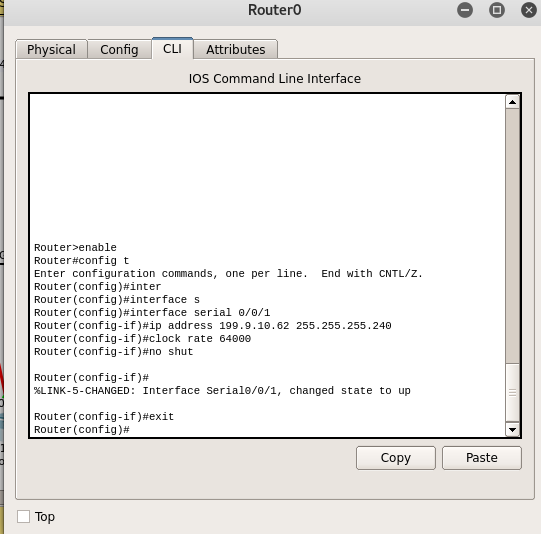 Router0
Physical Config CLI Attributes
IOS Command Line Interface
Router>enable
Router#config t
Enter configuration commands, one per line.  End with CNTL/Z.
Router(config)#inter
Router(config)#interface s
Router(config)#interface serial 0/0/1
Router(config-if)#ip address 199.9.10.62 255.255.255.240
Router(config-if)#clock rate 64000
Router(config-if)#no shut
Router(config-if)#
%LINK-5-CHANGED: Interface Serial0/0/1, changed state to up
Router(config-if)#exit
Router(config)#
Copy Paste
Top